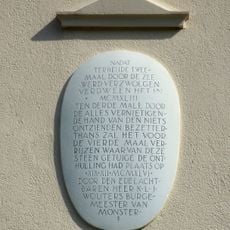 NADAT
TERHEIJDE TWEE-
MAAL DOOR DE ZEE
WERD VERZWOLGEN
VERDWEEN HET IN
MCMXLIII
TEN DERDE MALE DOOR
DE ALLES VERNIETIGEN-
DE HAND VAN DEN NIETS
ONTZIENDEN BEZETTER
THANS ZAL HET VOOR
DE VIERDE MAAL VER-
RIJZEN WAARVAN DEZE
STEEN GETUIGE DE ONT-
HULLING HAD PLAATS OP
DOOR DEN EDELACHT-
BAREN HEER K.L.H.
WOUTERS BURGE-
MEESTER VAN
MONSTER